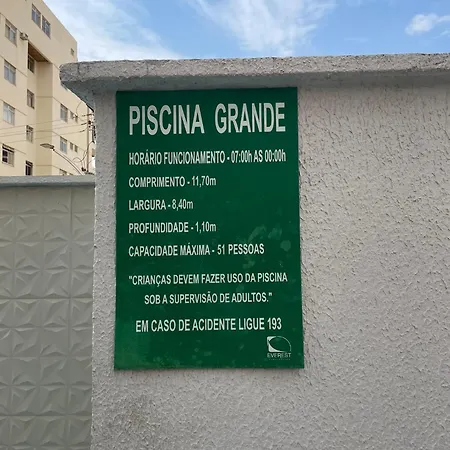 PISCINA GRANDE
HORÁRIO FUNCIONAMENTO - 07:00h AS 00:00h
COMPRIMENTO - 11,70m
LARGURA - 8,40m
PROFUNDIDADE - 1,10m
CAPACIDADE MÁXIMA - 51 PESSOAS
"CRIANÇAS DEVEM FAZER USO DA PISCINA
SOB A SUPERVISÃO DE ADULTOS."
EM CASO DE ACIDENTE LIGUE 193
EVEREST